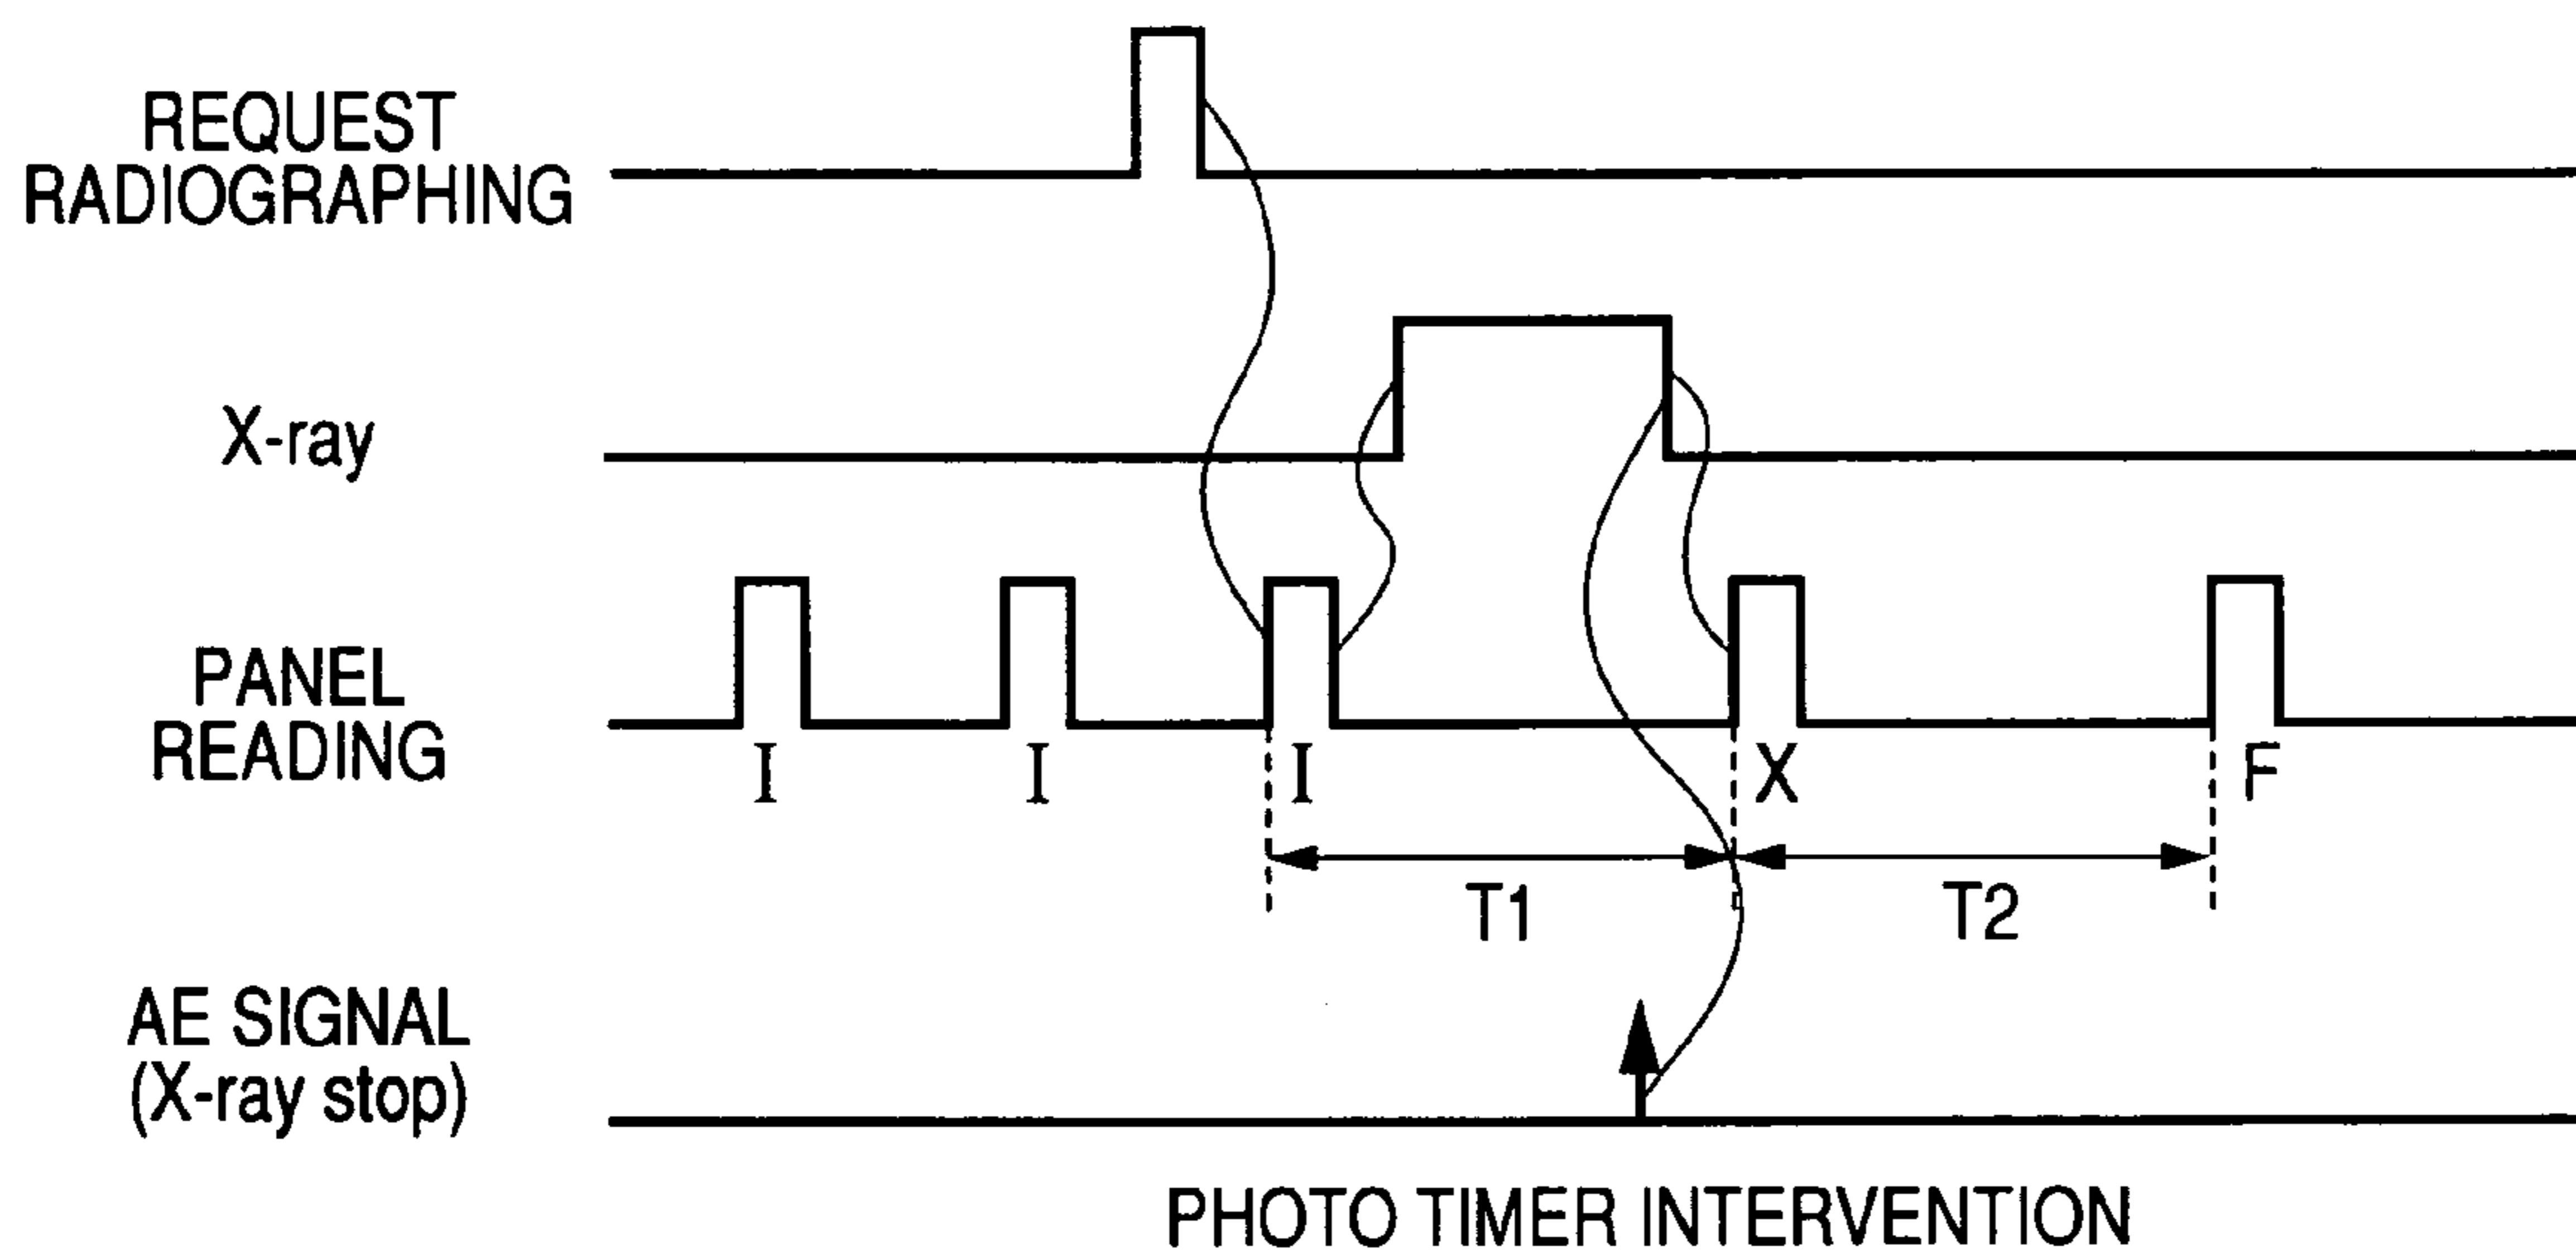 REQUEST
RADIOGRAPHING
X-ray
PANEL
READING
I I I X F
T1 T2
AE SIGNAL
(X-ray stop)
PHOTO TIMER INTERVENTION